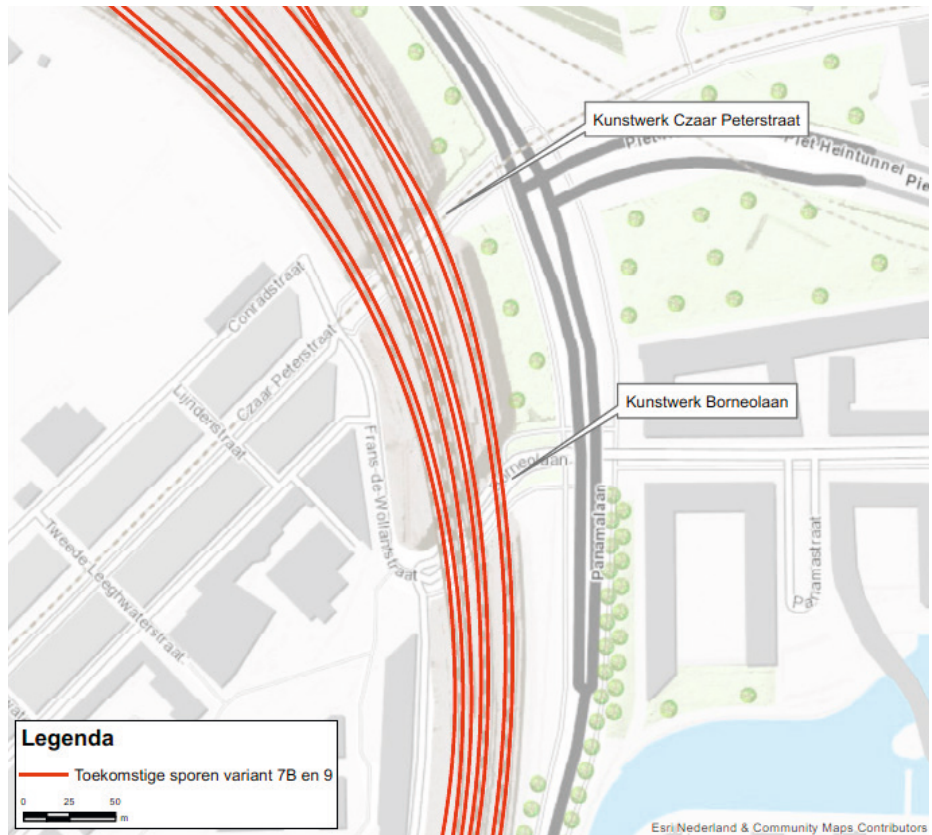 Kunstwerk Czaar Peterstraat
Piet Heintunnel
Conradstraat
Czaar Peterstraat
Lijndenstraat
Kunstwerk Borneolaan
Frans-de-Wollantstraat
Panamalaan
Panamastraat
Tweede Leeghwaterstraat
Legenda
Toekomstige sporen variant 7B en 9
0 25 50
m
Esri Nederland & Community Maps Contributors